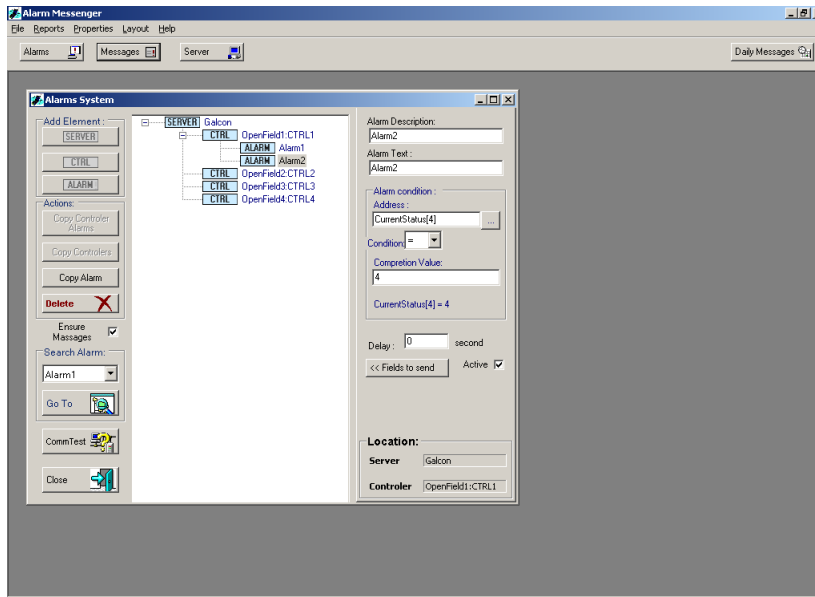 Alarm Messenger
File Reports Properties Layout Help
Alarms Messages Server Daily Messages
Alarms System
Add Element :
SERVER
CTRL
ALARM
Actions:
Copy Controler
Alarms
Copy Controlers
Copy Alarm
Delete
Ensure
Massages
Search Alarm:
Alarm1
Go To
CommTest
Close
SERVER Galcon
CTRL OpenField1:CTRL1
ALARM Alarm1
ALARM Alarm2
CTRL OpenField2:CTRL2
CTRL OpenField3:CTRL3
CTRL OpenField4:CTRL4
Alarm Description:
Alarm2
Alarm Text :
Alarm2
Alarm condition :
Address :
CurrentStatus[4] ...
Condition: =
Compretion Value:
4
CurrentStatus[4] = 4
Delay : 0 second
<< Fields to send Active
Location:
Server Galcon
Controler OpenField1:CTRL1